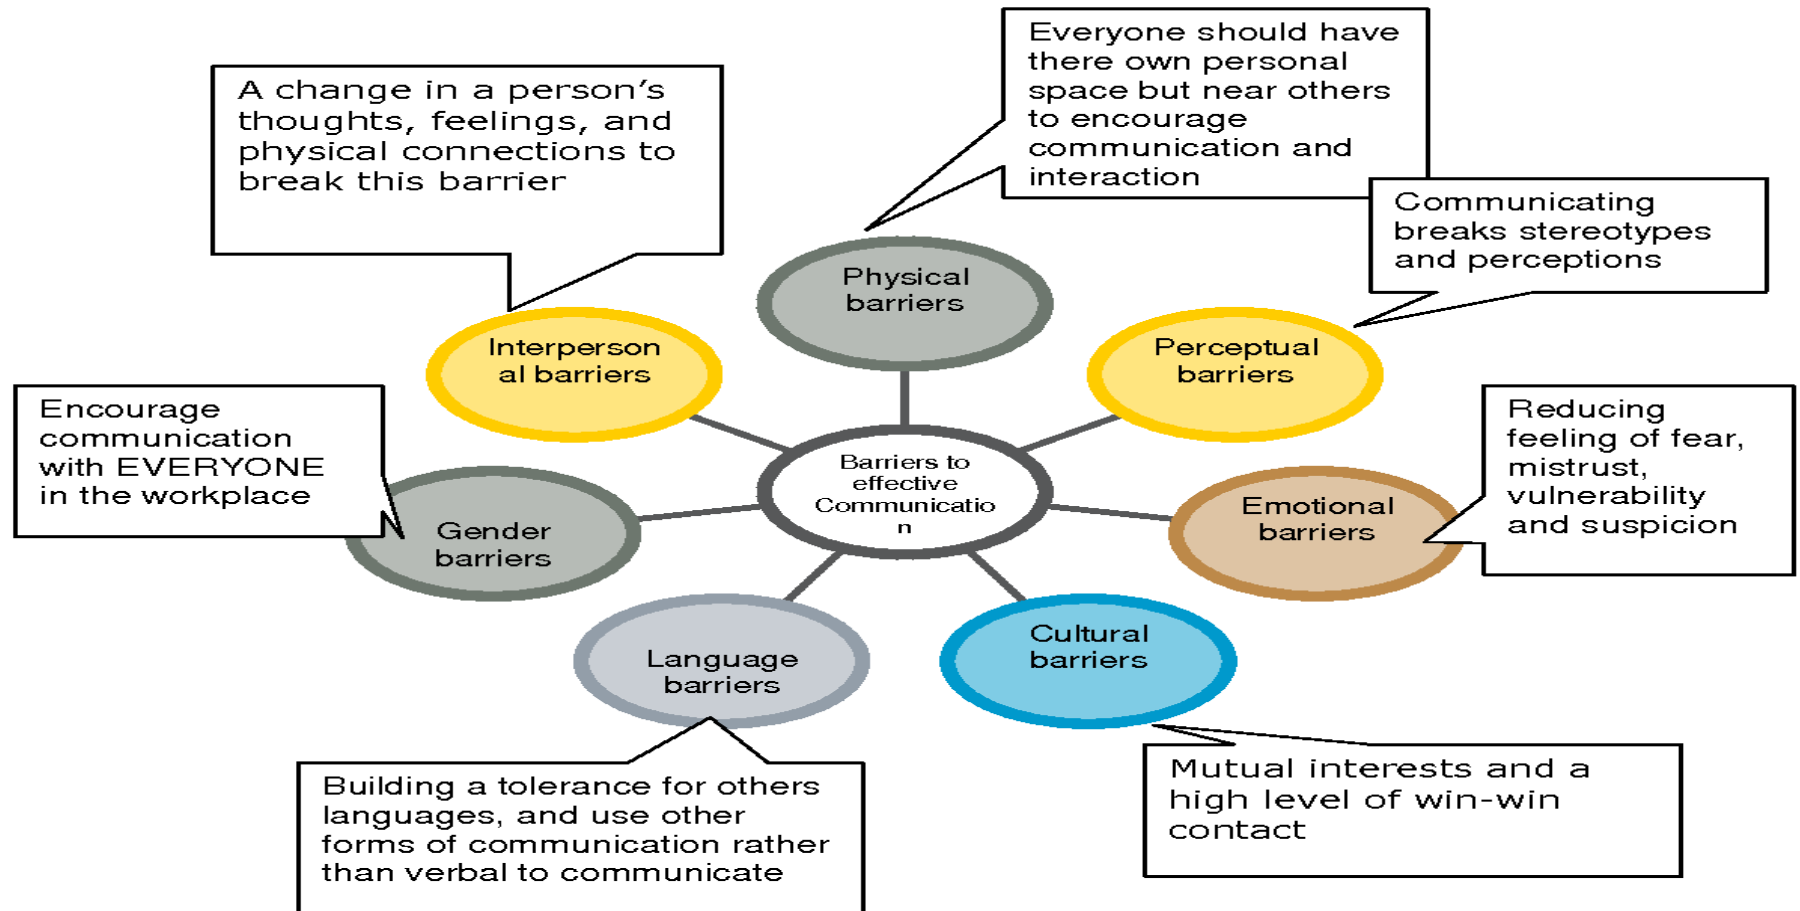 A change in a person's
thoughts, feelings, and
physical connections to
break this barrier
Everyone should have
there own personal
space but near others
to encourage
communication and
interaction
Communicating
breaks stereotypes
and perceptions
Physical
barriers
Interperson
al barriers
Perceptual
barriers
Encourage
communication
with EVERYONE
in the workplace
Reducing
feeling of fear,
mistrust,
vulnerability
and suspicion
Barriers to
effective
Communicatio
n
Gender
barriers
Emotional
barriers
Language
barriers
Cultural
barriers
Building a tolerance for others
languages, and use other
forms of communication rather
than verbal to communicate
Mutual interests and a
high level of win-win
contact